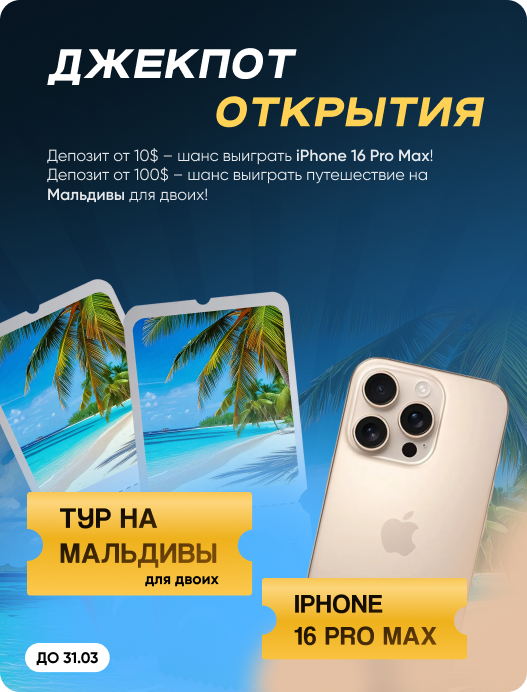 ДЖЕКПОТ
ОТКРЫТИЯ
Депозит от 10$ – шанс выиграть iPhone 16 Pro Max!
Депозит от 100$ – шанс выиграть путешествие на
Мальдивы для двоих!
ТУР НА
МАЛЬДИВЫ
для двоих
IPHONE
16 PRO MAX
ДО 31.03